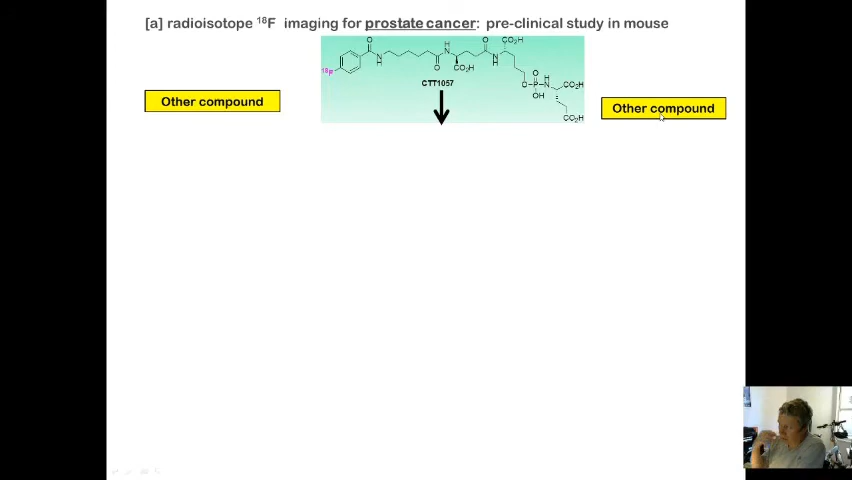 [a] radioisotope ¹⁸F imaging for prostate cancer: pre-clinical study in mouse
O H CO₂H
¹⁸F N H O CO₂H O N H O P O OH H N CO₂H CO₂H
CTT1057
Other compound
Other compound